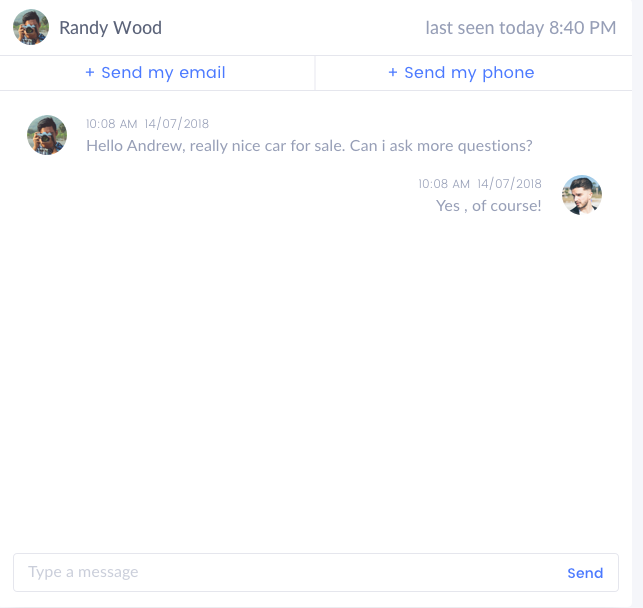 Randy Wood last seen today 8:40 PM
+ Send my email + Send my phone
10:08 AM 14/07/2018
Hello Andrew, really nice car for sale. Can i ask more questions?
10:08 AM 14/07/2018
Yes , of course!
Type a message Send